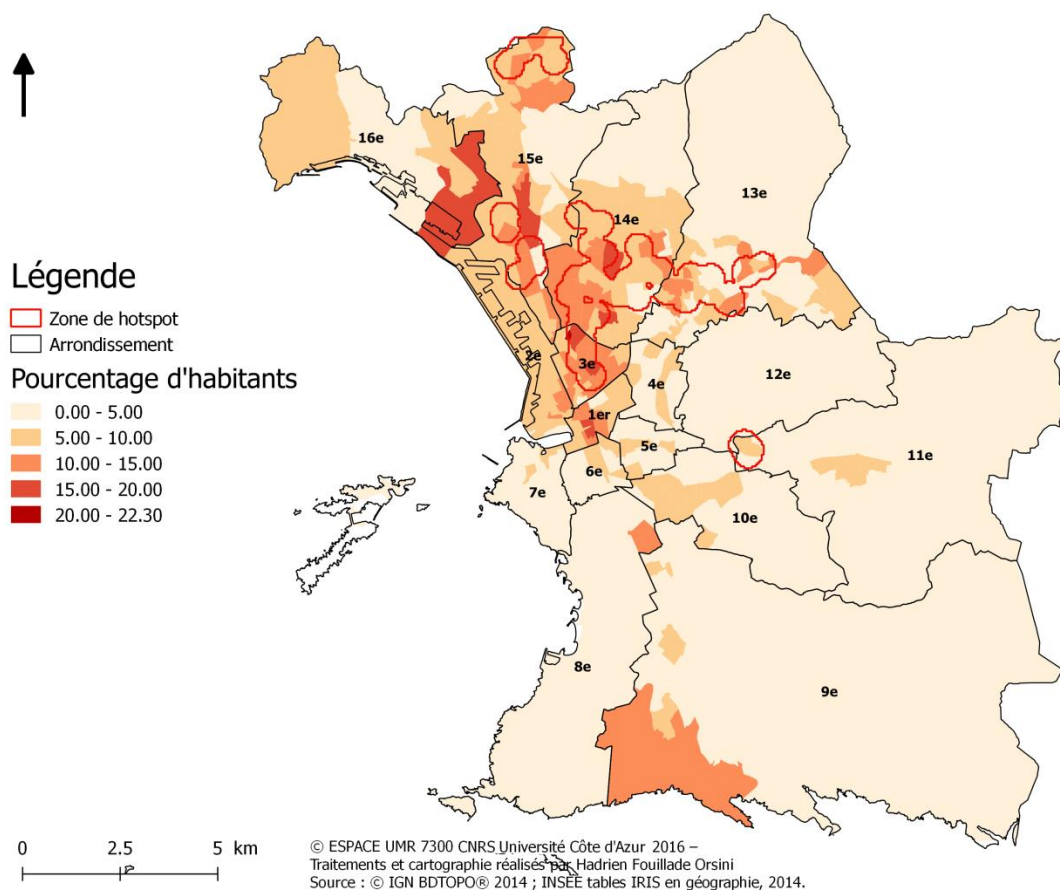 16e
15e
14e
13e
2e
3e
4e
12e
1er
5e
11e
6e
7e
10e
8e
9e
Légende
Zone de hotspot
Arrondissement
Pourcentage d'habitants
0.00 - 5.00
5.00 - 10.00
10.00 - 15.00
15.00 - 20.00
20.00 - 22.30
0 2.5 5 km
© ESPACE UMR 7300 CNRS Université Côte d'Azur 2016 –
Traitements et cartographie réalisés par Hadrien Fouillade Orsini
Source : © IGN BDTOPO® 2014 ; INSEE tables IRIS en géographie, 2014.